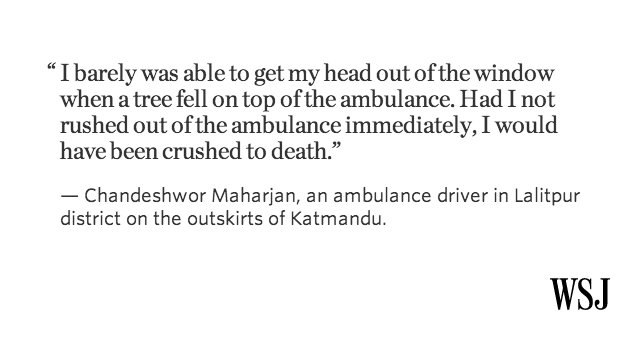 “ I barely was able to get my head out of the window
when a tree fell on top of the ambulance. Had I not
rushed out of the ambulance immediately, I would
have been crushed to death.”
— Chandeshwor Maharjan, an ambulance driver in Lalitpur
district on the outskirts of Katmandu.
WSJ